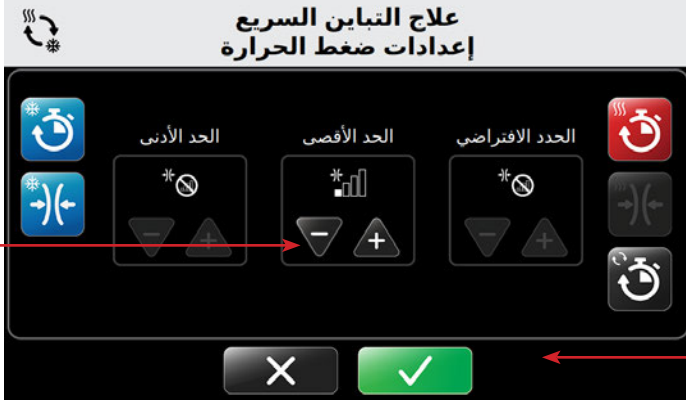 علاج التباين السريع
إعدادات ضغط الحرارة
الحدد الافتراضي
الحد الأقصى
الحد الأدنى